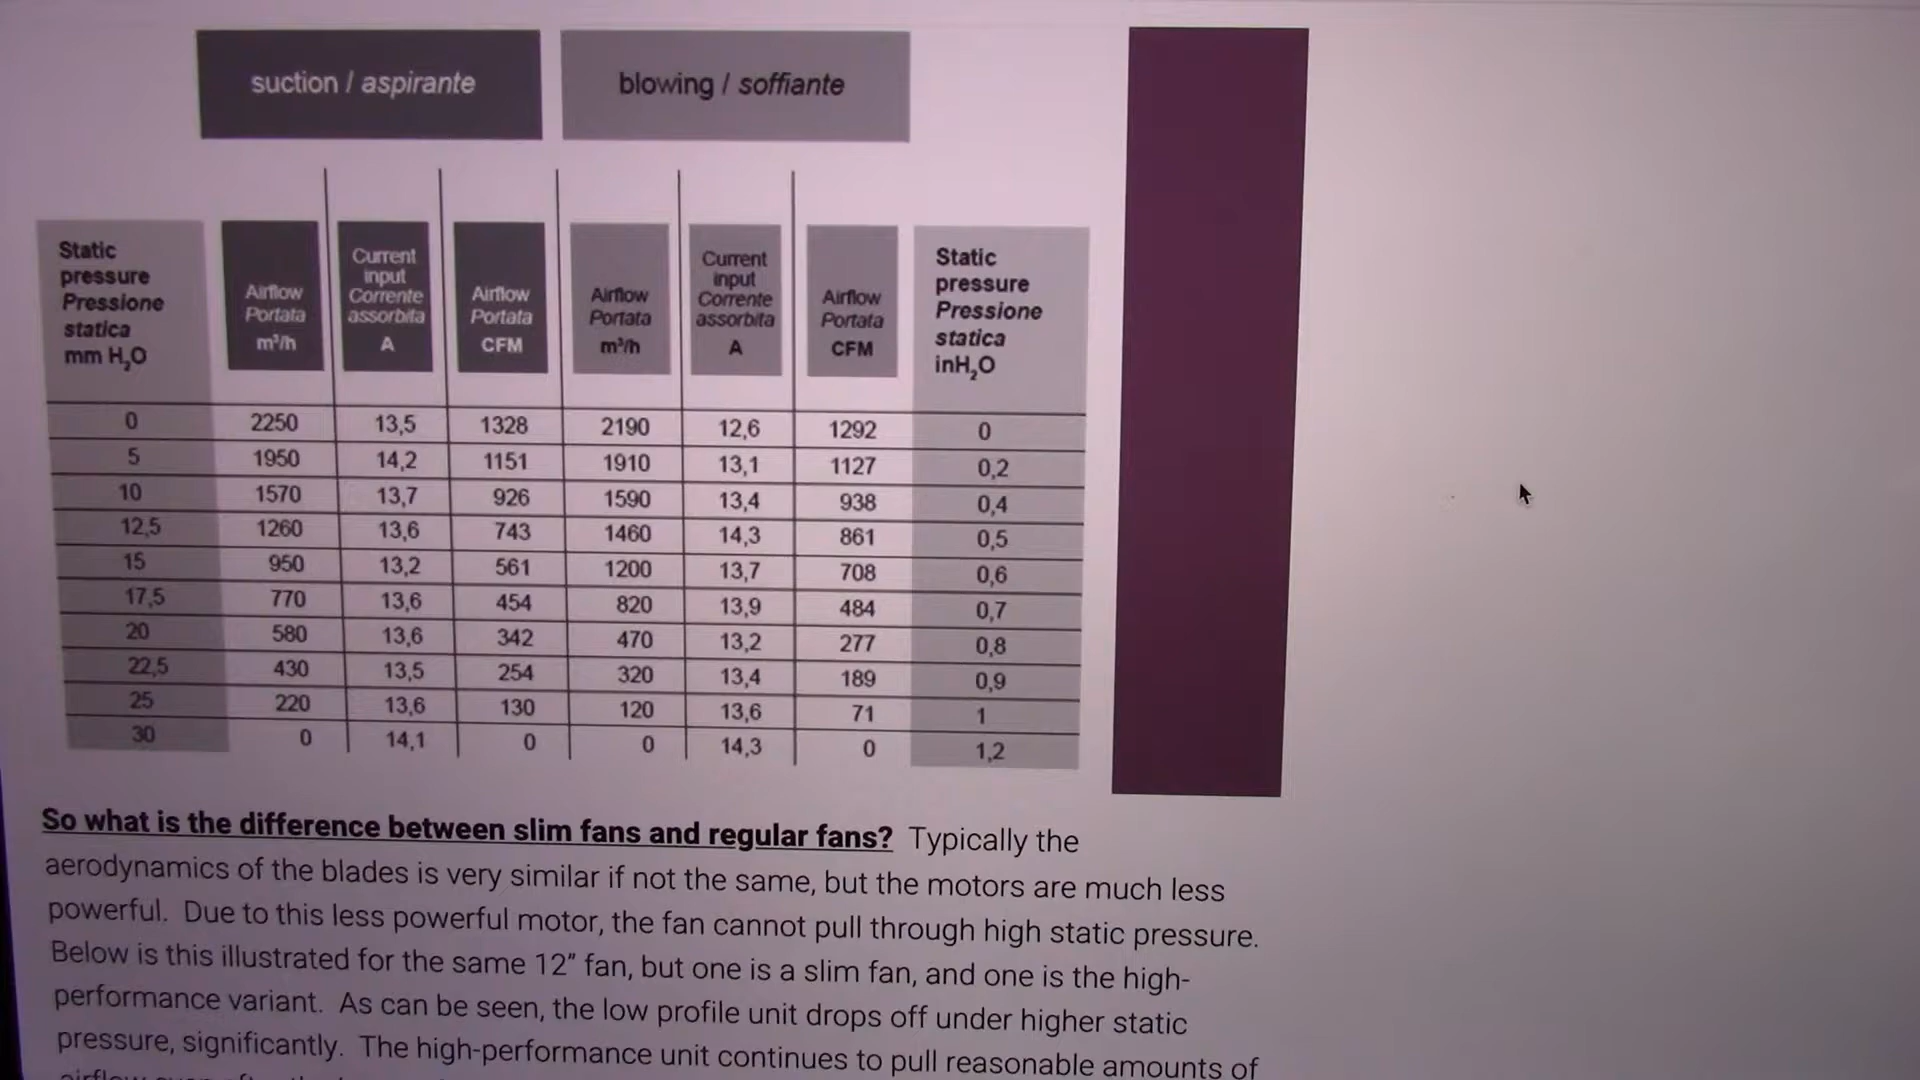 suction / aspirante blowing / soffiante
Static pressure Pressione statica mm H₂O Airflow Portata m³/h Current input Corrente assorbita A Airflow Portata CFM Airflow Portata m³/h Current input Corrente assorbita A Airflow Portata CFM Static pressure Pressione statica inH₂O
0 2250 13,5 1328 2190 12,6 1292 0
5 1950 14,2 1151 1910 13,1 1127 0,2
10 1570 13,7 926 1590 13,4 938 0,4
12,5 1260 13,6 743 1460 14,3 861 0,5
15 950 13,2 561 1200 13,7 708 0,6
17,5 770 13,6 454 820 13,9 484 0,7
20 580 13,6 342 470 13,2 277 0,8
22,5 430 13,5 254 320 13,4 189 0,9
25 220 13,6 130 120 13,6 71 1
30 0 14,1 0 0 14,3 0 1,2
So what is the difference between slim fans and regular fans? Typically the
aerodynamics of the blades is very similar if not the same, but the motors are much less
powerful. Due to this less powerful motor, the fan cannot pull through high static pressure.
Below is this illustrated for the same 12" fan, but one is a slim fan, and one is the high-
performance variant. As can be seen, the low profile unit drops off under higher static
pressure, significantly. The high-performance unit continues to pull reasonable amounts of